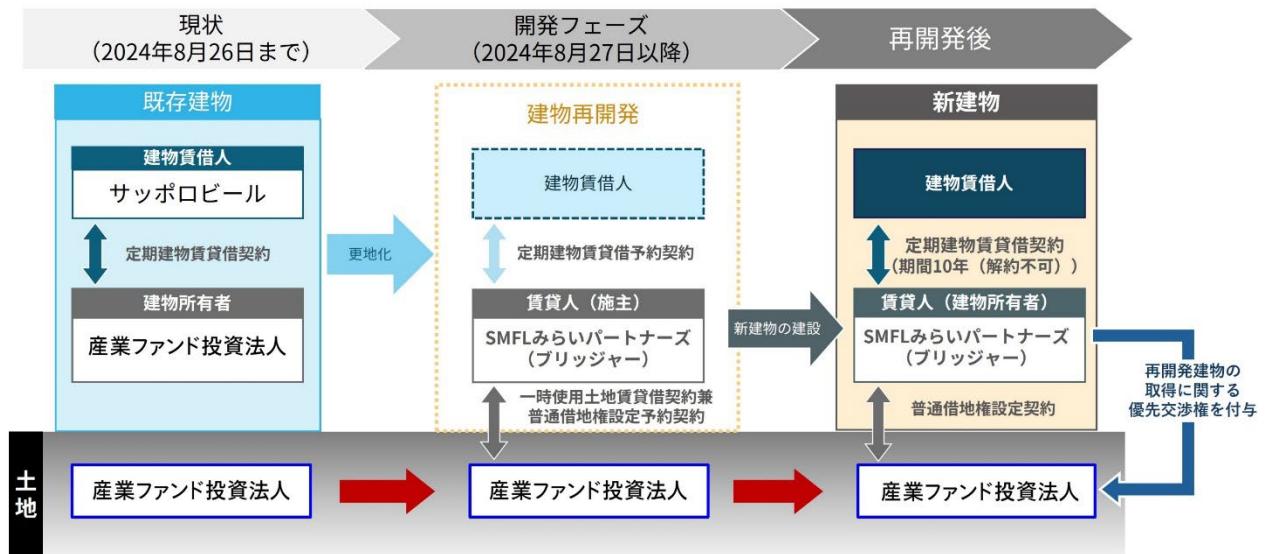 現状
(2024年8月26日まで)
開発フェーズ
(2024年8月27日以降)
再開発後
既存建物
建物賃借人
サッポロビール
定期建物賃貸借契約
建物所有者
産業ファンド投資法人
更地化
建物再開発
建物賃借人
定期建物賃貸借予約契約
賃貸人（施主）
SMFLみらいパートナーズ
（ブリッジャー）
一時使用土地賃貸借契約兼
普通借地権設定予約契約
新建物の建設
新建物
建物賃借人
定期建物賃貸借契約
（期間10年（解約不可））
賃貸人（建物所有者）
SMFLみらいパートナーズ
（ブリッジャー）
普通借地権設定契約
再開発建物の
取得に関する
優先交渉権を付与
土地
産業ファンド投資法人
産業ファンド投資法人
産業ファンド投資法人